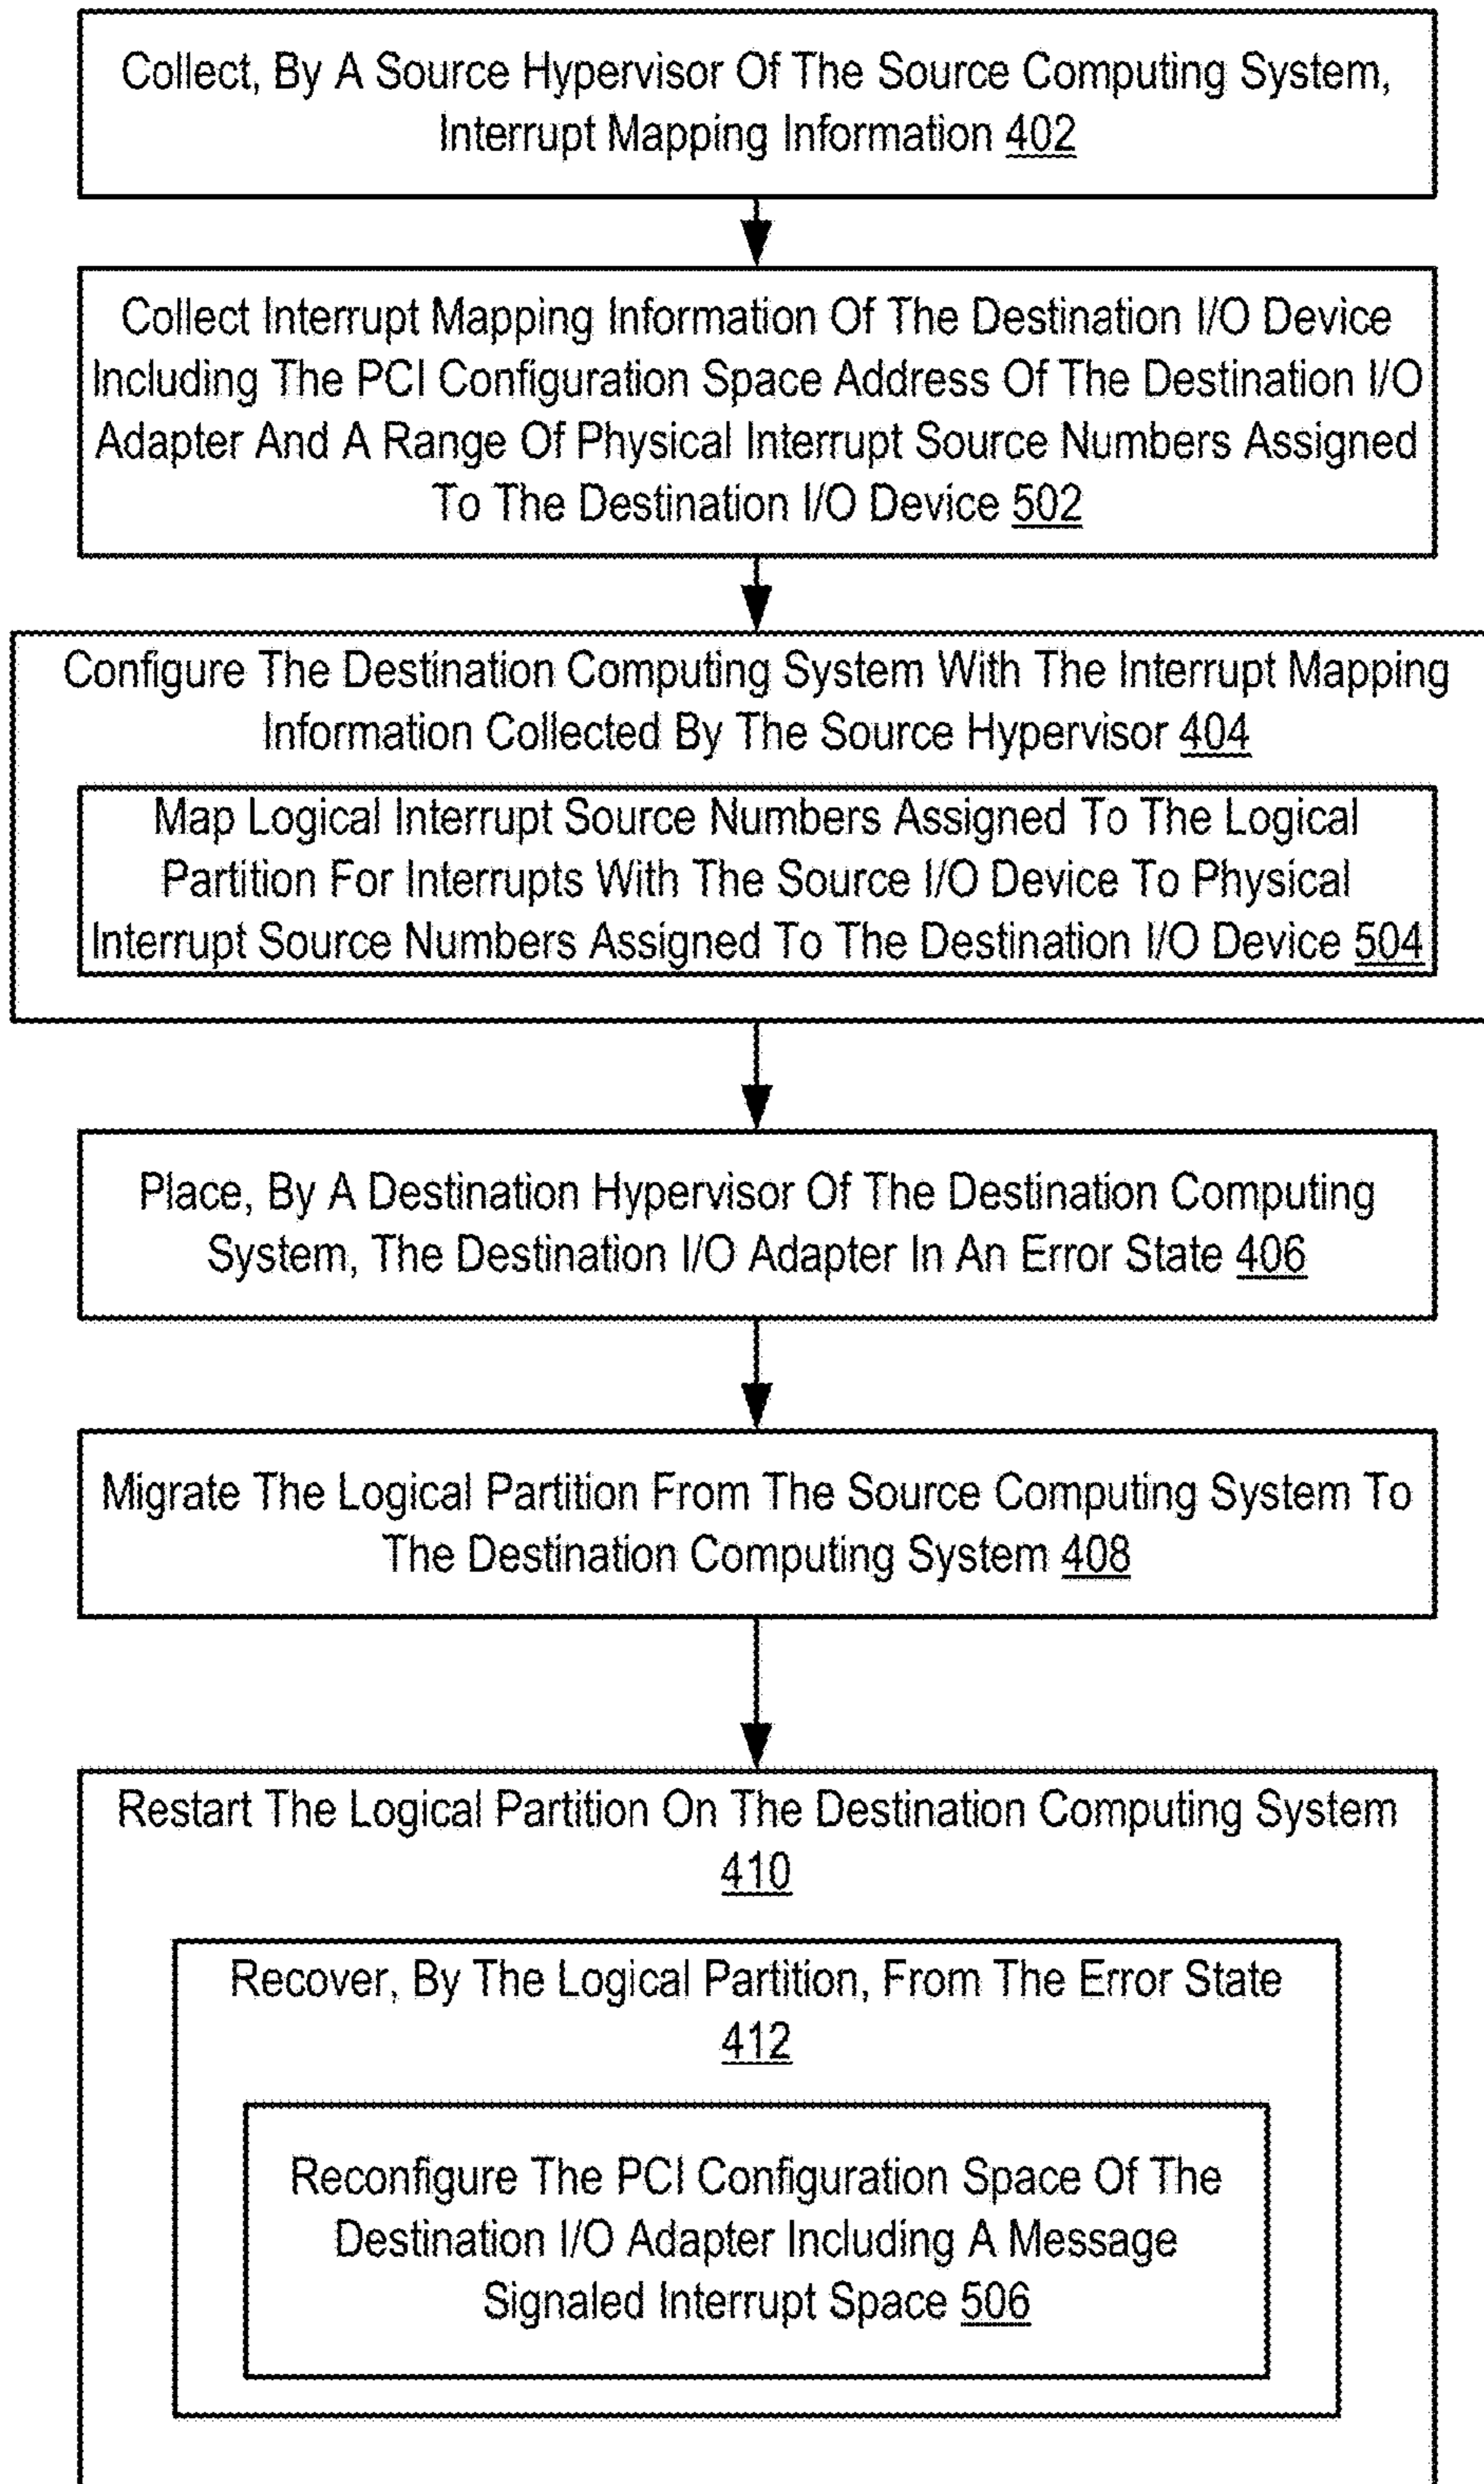 Collect, By A Source Hypervisor Of The Source Computing System,
Interrupt Mapping Information 402
Collect Interrupt Mapping Information Of The Destination I/O Device
Including The PCI Configuration Space Address Of The Destination I/O
Adapter And A Range Of Physical Interrupt Source Numbers Assigned
To The Destination I/O Device 502
Configure The Destination Computing System With The Interrupt Mapping
Information Collected By The Source Hypervisor 404
Map Logical Interrupt Source Numbers Assigned To The Logical
Partition For Interrupts With The Source I/O Device To Physical
Interrupt Source Numbers Assigned To The Destination I/O Device 504
Place, By A Destination Hypervisor Of The Destination Computing
System, The Destination I/O Adapter In An Error State 406
Migrate The Logical Partition From The Source Computing System To
The Destination Computing System 408
Restart The Logical Partition On The Destination Computing System
410
Recover, By The Logical Partition, From The Error State
412
Reconfigure The PCI Configuration Space Of The
Destination I/O Adapter Including A Message
Signaled Interrupt Space 506